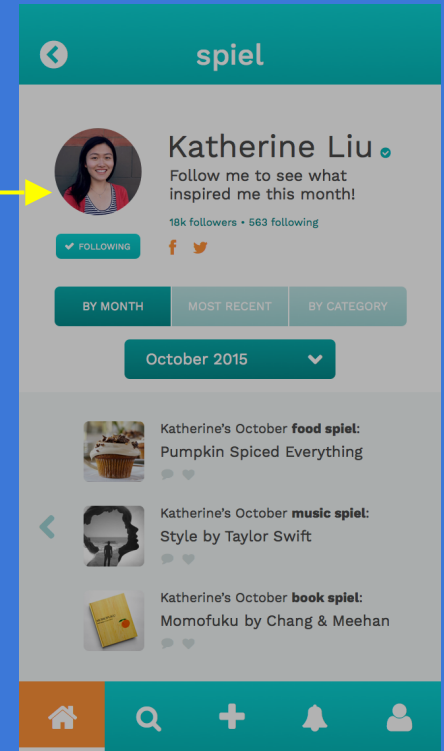 spiel
Katherine Liu
Follow me to see what
inspired me this month!
18k followers • 563 following
FOLLOWING
BY MONTH
MOST RECENT
BY CATEGORY
October 2015
Katherine's October food spiel:
Pumpkin Spiced Everything
Katherine's October music spiel:
Style by Taylor Swift
Katherine's October book spiel:
Momofuku by Chang & Meehan